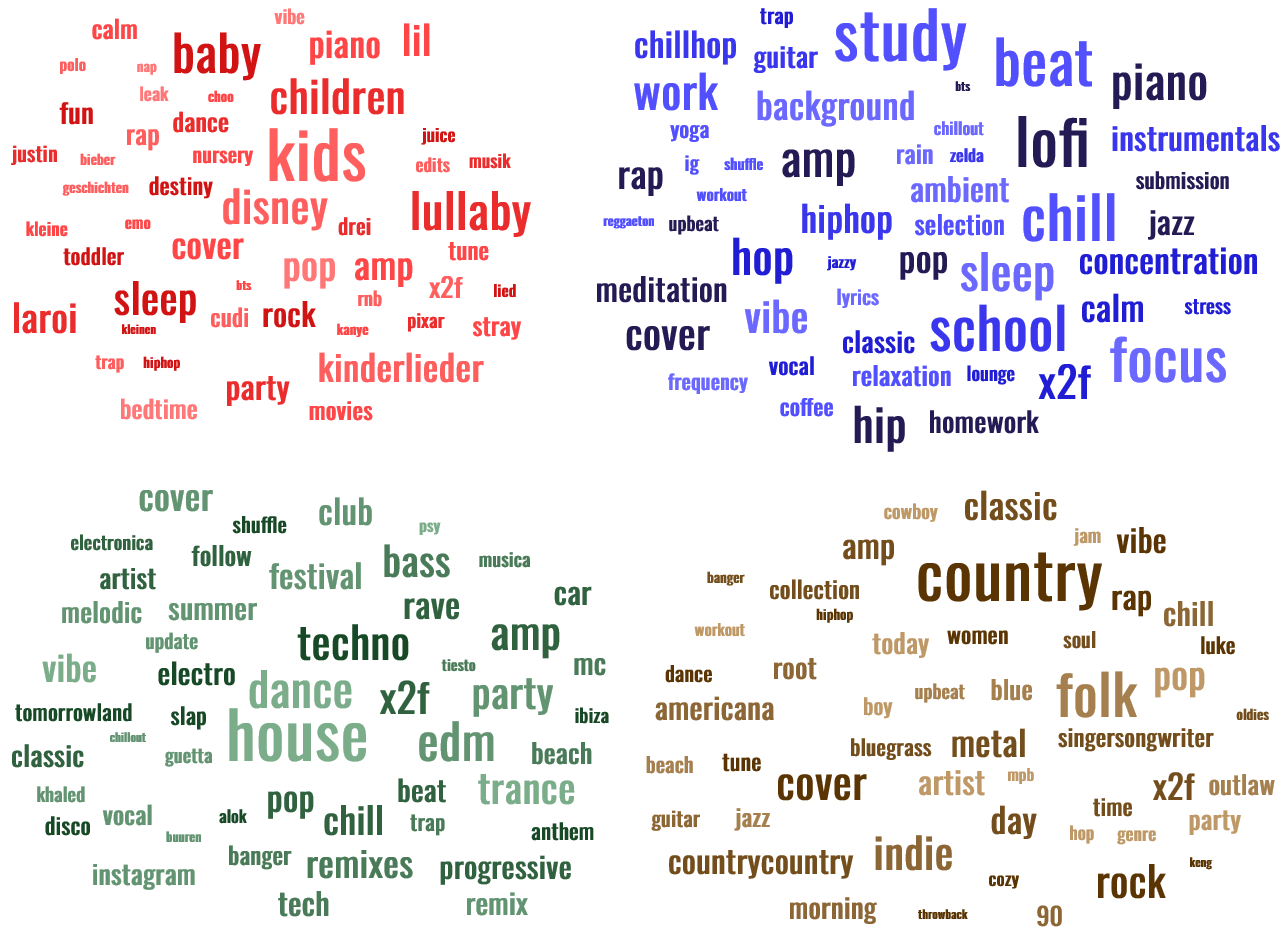 vibe
calm
baby
piano
lil
polo
nap
leak
choo
children
fun
rap
dance
kids
juice
justin
bieber
nursery
edits
musik
geschichten
destiny
disney
lullaby
kleine
emo
drei
toddler
cover
tune
pop
amp
bts
x2f
lied
sleep
rnb
laroi
kleinen
cudi
rock
kanye
pixar
stray
trap
hiphop
kinderlieder
party
bedtime
movies
trap
study
chillhop
guitar
beat
piano
work
bts
background
yoga
chillout
lofi
instrumentals
rap
ig
shuffle
amp
rain
zelda
workout
ambient
submission
reggaeton
upbeat
hiphop
selection
chill
jazz
hop
jazzy
pop
sleep
concentration
meditation
lyrics
calm
stress
cover
vibe
classic
school
focus
vocal
frequency
relaxation
lounge
x2f
coffee
hip
homework
cover
shuffle
club
psy
electronica
follow
bass
musica
artist
festival
car
melodic
summer
rave
update
techno
amp
vibe
electro
tiesto
mc
dance
x2f
party
tomorrowland
slap
ibiza
chillout
house
edm
classic
guetta
beach
khaled
pop
beat
trance
disco
vocal
alok
chill
trap
anthem
buuren
banger
remixes
progressive
instagram
tech
remix
cowboy
classic
jam
vibe
amp
banger
collection
country
rap
hiphop
chill
workout
today
women
soul
luke
dance
root
upbeat
blue
folk
pop
americana
boy
oldies
bluegrass
metal
singersongwriter
beach
tune
cover
artist
mpb
x2f
outlaw
guitar
jazz
day
time
hop
genre
party
countrycountry
indie
cozy
rock
keng
morning
throwback
90